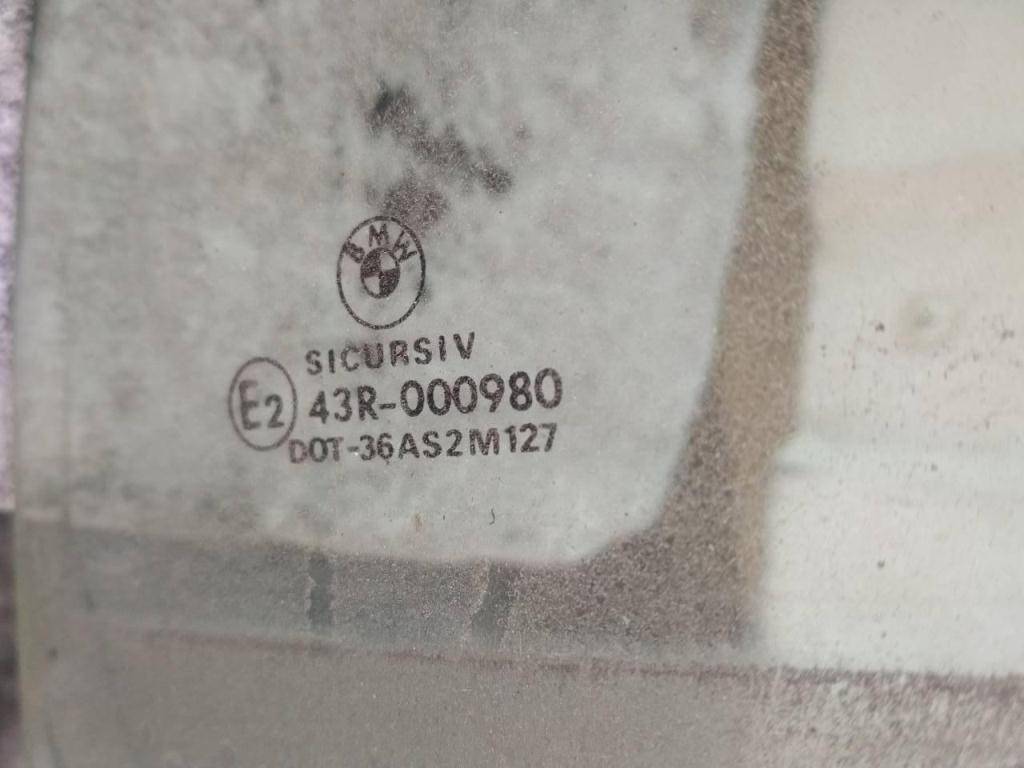 BMW
SICURSIV
E2 43R-000980
DOT-36AS2M127